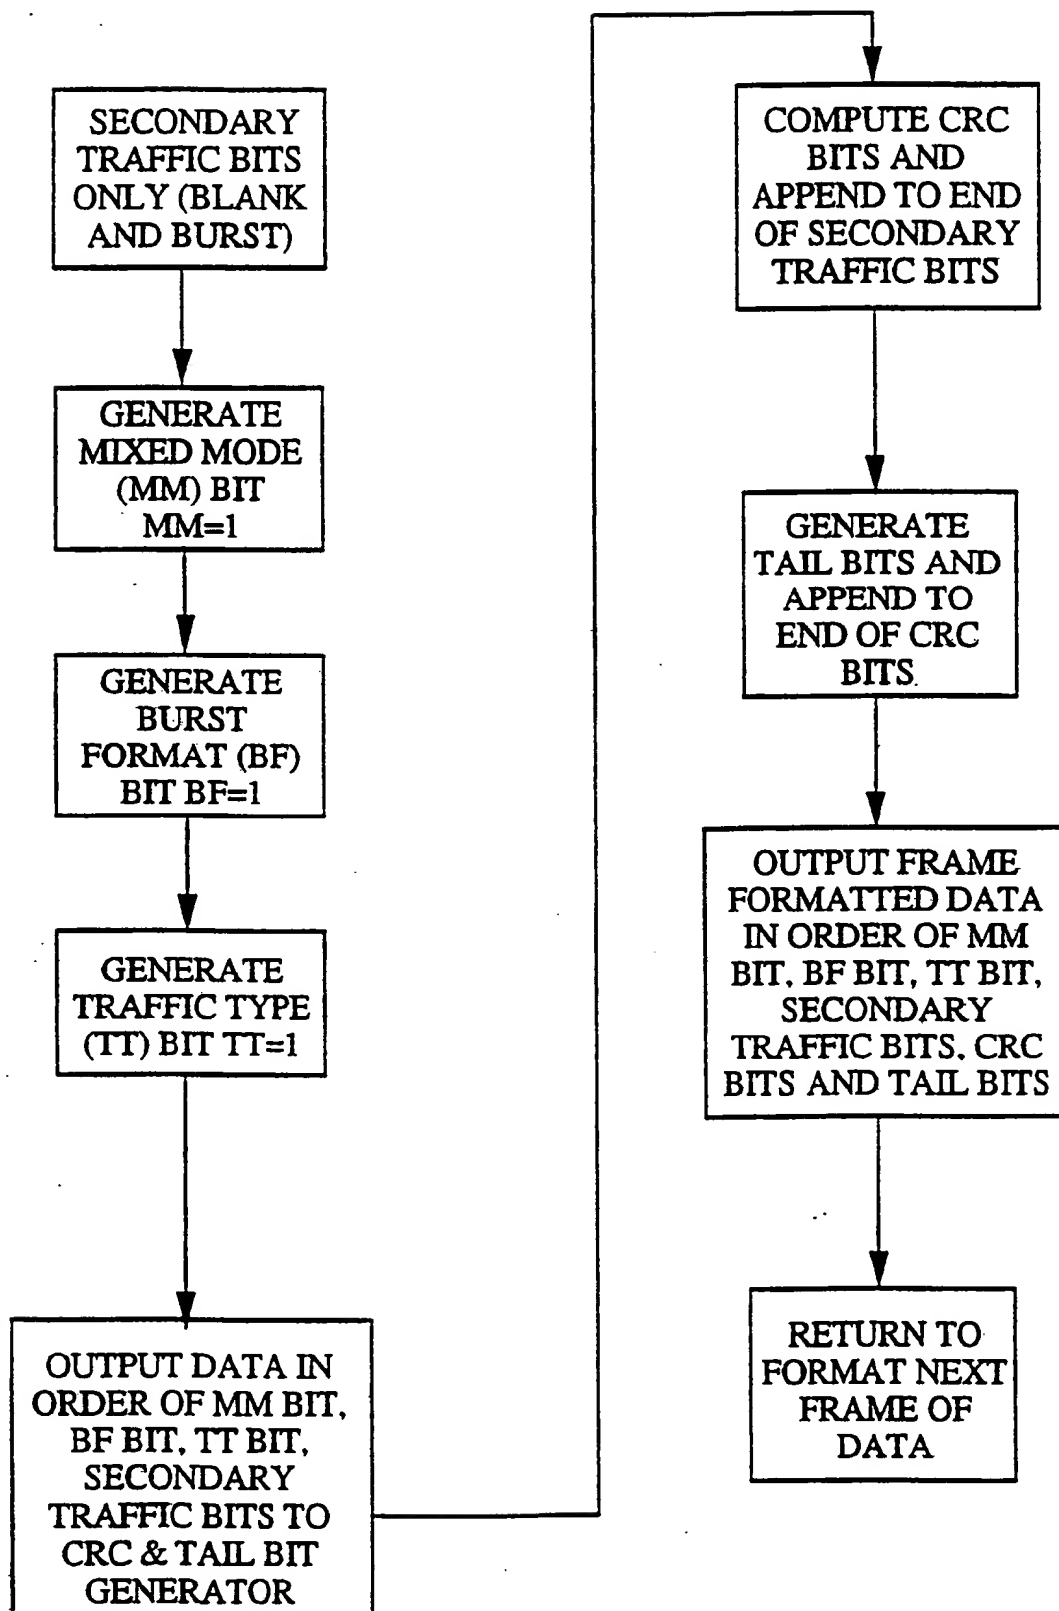 SECONDARY
TRAFFIC BITS
ONLY (BLANK
AND BURST)
GENERATE
MIXED MODE
(MM) BIT
MM=1
GENERATE
BURST
FORMAT (BF)
BIT BF=1
GENERATE
TRAFFIC TYPE
(TT) BIT TT=1
OUTPUT DATA IN
ORDER OF MM BIT,
BF BIT, TT BIT,
SECONDARY
TRAFFIC BITS TO
CRC & TAIL BIT
GENERATOR
COMPUTE CRC
BITS AND
APPEND TO END
OF SECONDARY
TRAFFIC BITS
GENERATE
TAIL BITS AND
APPEND TO
END OF CRC
BITS.
OUTPUT FRAME
FORMATTED DATA
IN ORDER OF MM
BIT, BF BIT, TT BIT,
SECONDARY
TRAFFIC BITS, CRC
BITS AND TAIL BITS
RETURN TO
FORMAT NEXT
FRAME OF
DATA